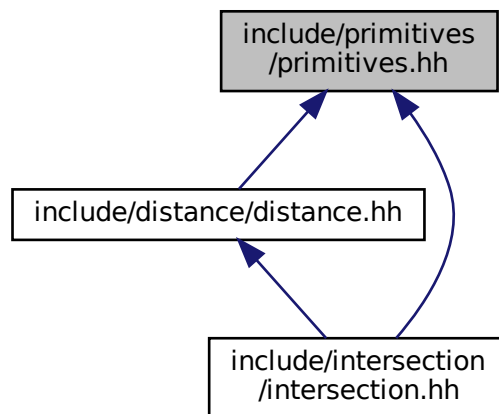 include/primitives
/primitives.hh
include/distance/distance.hh
include/intersection
/intersection.hh